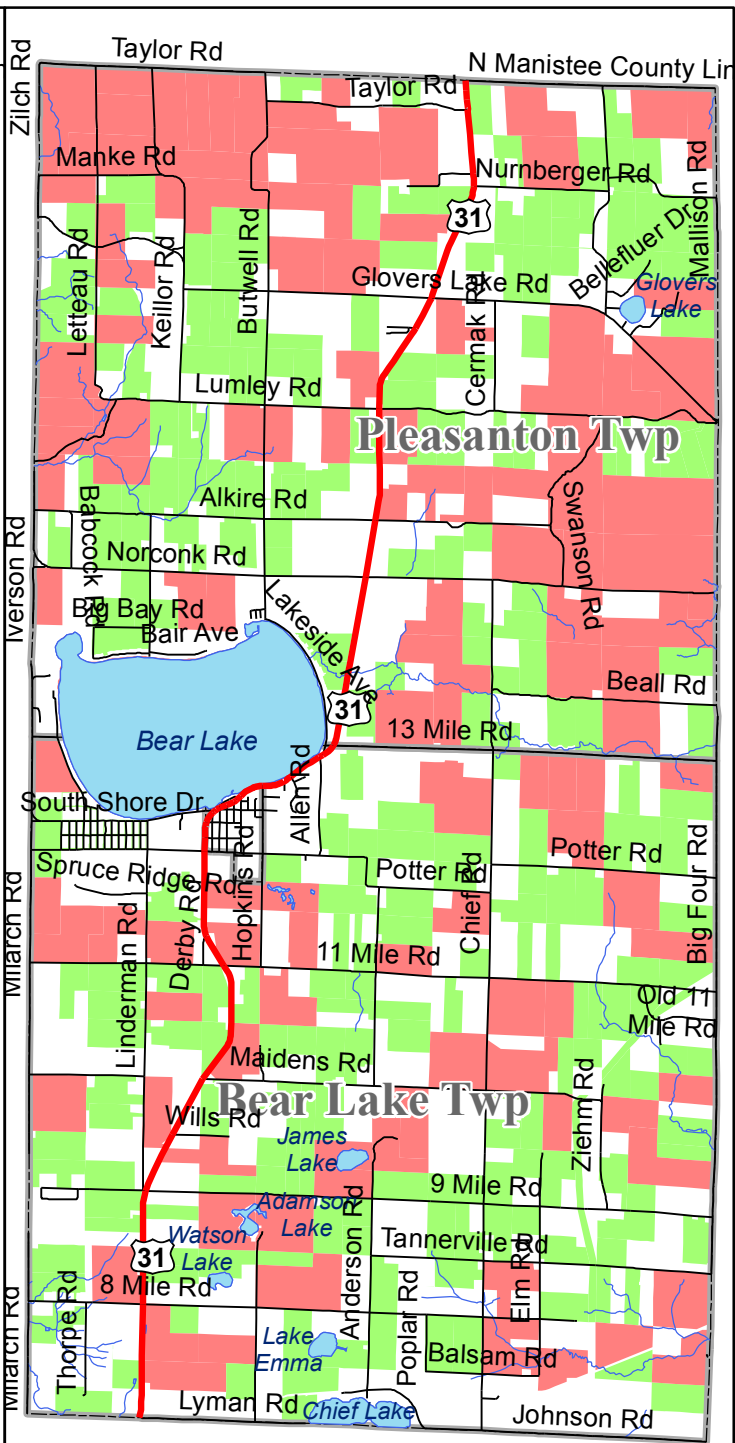 Taylor Rd
N Manistee County Lin
Zilch Rd
Taylor Rd
Manke Rd
Nurnberger Rd
Mallison Rd
31
Bellefluer Dr
Letteau Rd
Keillor Rd
Butwell Rd
Glovers Lake Rd
Glovers
Lake
Cermak Rd
Lumley Rd
Pleasanton Twp
Alkire Rd
Babcock Rd
Swanson Rd
Iverson Rd
Norconk Rd
Big Bay Rd
Bair Ave
Lakeside Ave
Beall Rd
31
13 Mile Rd
Bear Lake
Allen Rd
South Shore Dr
Potter Rd
Spruce Ridge Rd
Potter Rd
Hopkins Rd
Derby Rd
Chief Rd
Big Four Rd
Milarch Rd
11 Mile Rd
Linderman Rd
Old 11
Mile Rd
Maidens Rd
Ziehm Rd
Bear Lake Twp
Wills Rd
James
Lake
9 Mile Rd
Adamson
Lake
Anderson Rd
Watson
Lake
Tannerville Rd
31
8 Mile Rd
Elm Rd
Milarch Rd
Thorpe Rd
Lake
Emma
Poplar Rd
Balsam Rd
Lyman Rd
Chief Lake
Johnson Rd